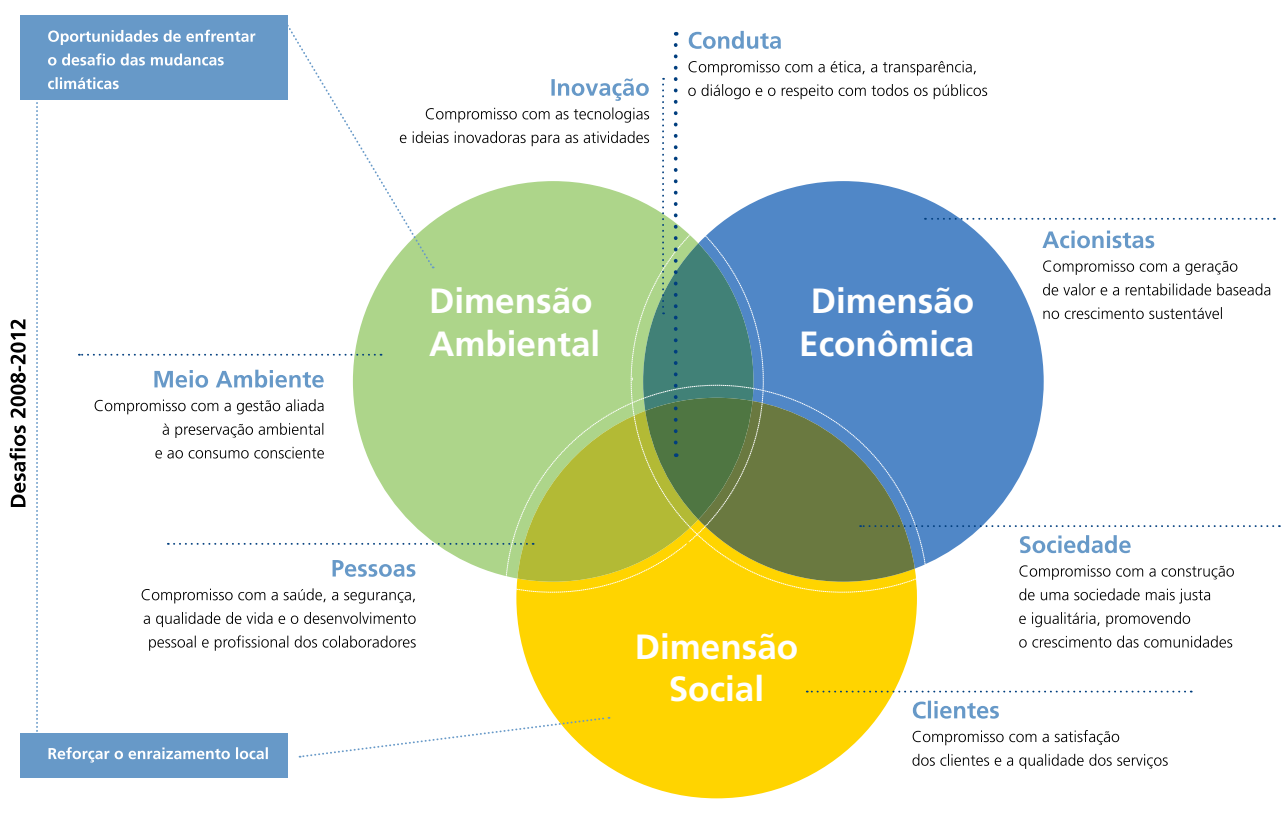 Oportunidades de enfrentar
o desafio das mudancas
climáticas
Conduta
Compromisso com a ética, a transparência,
o diálogo e o respeito com todos os públicos
Inovação
Compromisso com as tecnologias
e ideias inovadoras para as atividades
Acionistas
Compromisso com a geração
de valor e a rentabilidade baseada
no crescimento sustentável
Dimensão
Ambiental
Dimensão
Econômica
Desafios 2008-2012
Meio Ambiente
Compromisso com a gestão aliada
à preservação ambiental
e ao consumo consciente
Pessoas
Compromisso com a saúde, a segurança,
a qualidade de vida e o desenvolvimento
pessoal e profissional dos colaboradores
Sociedade
Compromisso com a construção
de uma sociedade mais justa
e igualitária, promovendo
o crescimento das comunidades
Dimensão
Social
Clientes
Compromisso com a satisfação
dos clientes e a qualidade dos serviços
Reforçar o enraizamento local